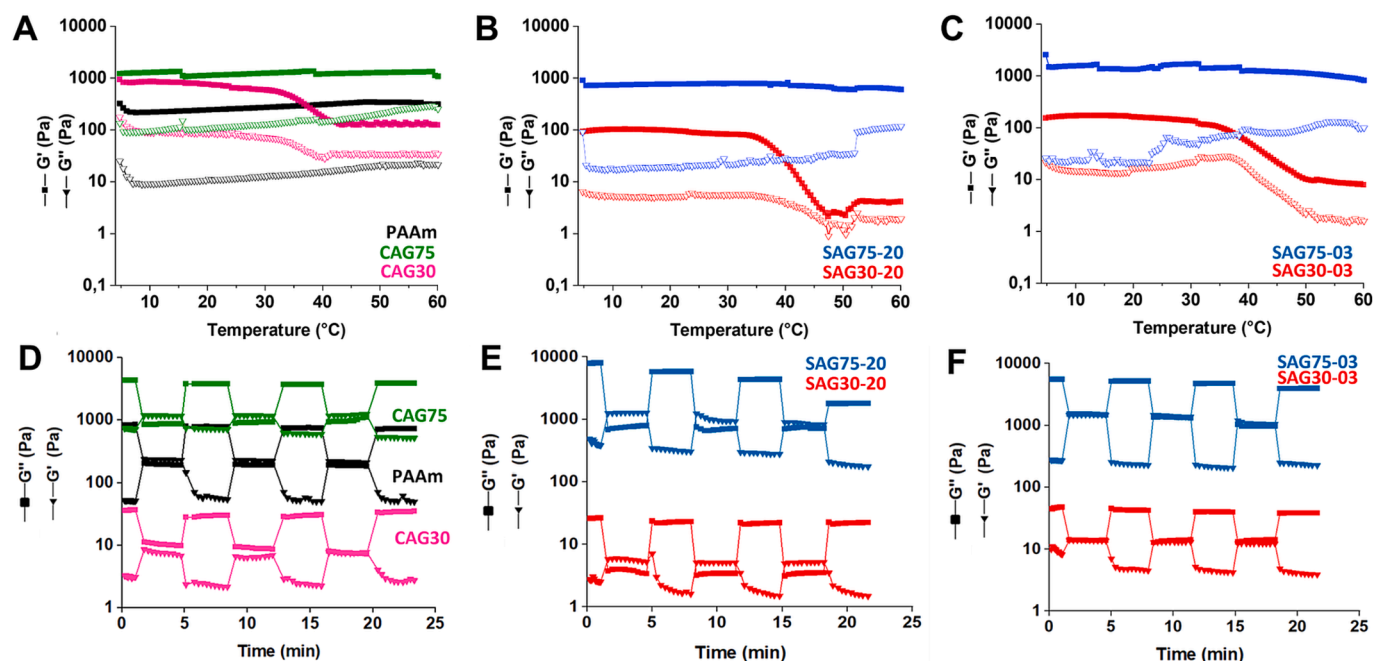 A
10000
1000
100
10
1
0,1
G' (Pa)
G'' (Pa)
PAAm
CAG75
CAG30
10 20 30 40 50 60
Temperature (°C)
B
10000
1000
100
10
1
0,1
G' (Pa)
G'' (Pa)
SAG75-20
SAG30-20
10 20 30 40 50 60
Temperature (°C)
C
10000
1000
100
10
1
0,1
G' (Pa)
G'' (Pa)
SAG75-03
SAG30-03
10 20 30 40 50 60
Temperature (°C)
D
10000
1000
100
10
1
G'' (Pa)
G' (Pa)
CAG75
PAAm
CAG30
0 5 10 15 20 25
Time (min)
E
10000
1000
100
10
1
G'' (Pa)
G' (Pa)
SAG75-20
SAG30-20
0 5 10 15 20 25
Time (min)
F
10000
1000
100
10
1
G'' (Pa)
G' (Pa)
SAG75-03
SAG30-03
0 5 10 15 20 25
Time (min)